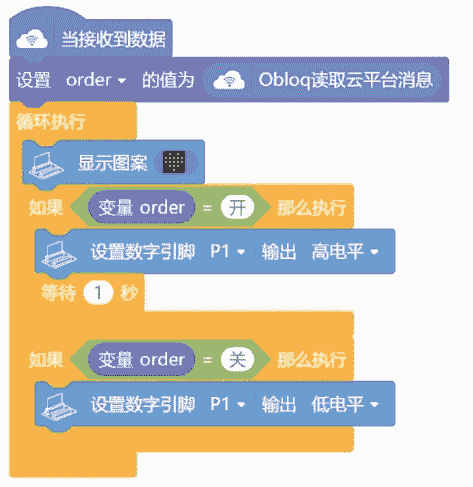 当接收到数据
设置 order 的值为 Obloq读取云平台消息
循环执行
显示图案
如果 变量 order = 开 那么执行
设置数字引脚 P1 输出 高电平
等待 1 秒
如果 变量 order = 关 那么执行
设置数字引脚 P1 输出 低电平